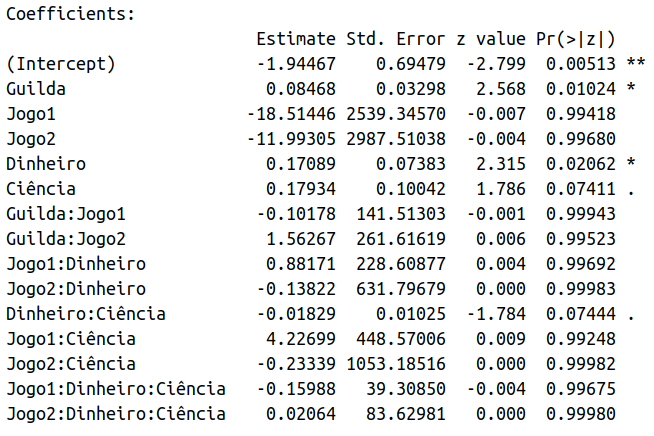 Coefficients:
Estimate Std. Error z value Pr(>|z|)
(Intercept) -1.94467 0.69479 -2.799 0.00513 **
Guilda 0.08468 0.03298 2.568 0.01024 *
Jogo1 -18.51446 2539.34570 -0.007 0.99418
Jogo2 -11.99305 2987.51038 -0.004 0.99680
Dinheiro 0.17089 0.07383 2.315 0.02062 *
Ciência 0.17934 0.10042 1.786 0.07411 .
Guilda:Jogo1 -0.10178 141.51303 -0.001 0.99943
Guilda:Jogo2 1.56267 261.61619 0.006 0.99523
Jogo1:Dinheiro 0.88171 228.60877 0.004 0.99692
Jogo2:Dinheiro -0.13822 631.79679 0.000 0.99983
Dinheiro:Ciência -0.01829 0.01025 -1.784 0.07444 .
Jogo1:Ciência 4.22699 448.57006 0.009 0.99248
Jogo2:Ciência -0.23339 1053.18516 0.000 0.99982
Jogo1:Dinheiro:Ciência -0.15988 39.30850 -0.004 0.99675
Jogo2:Dinheiro:Ciência 0.02064 83.62981 0.000 0.99980